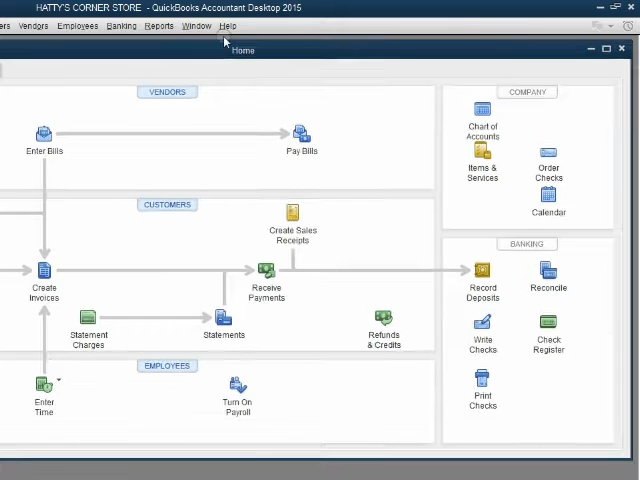 HATTY'S CORNER STORE - QuickBooks Accountant Desktop 2015
ers Vendors Employees Banking Reports Window Help
Home
VENDORS
Enter Bills
Pay Bills
CUSTOMERS
Create Sales
Receipts
Create
Invoices
Receive
Payments
Statement
Charges
Statements
Refunds
& Credits
EMPLOYEES
Enter
Time
Turn On
Payroll
COMPANY
Chart of
Accounts
Items &
Services
Order
Checks
Calendar
BANKING
Record
Deposits
Reconcile
Write
Checks
Check
Register
Print
Checks